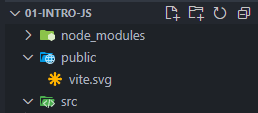 01-INTRO-JS
node_modules
public
vite.svg
src